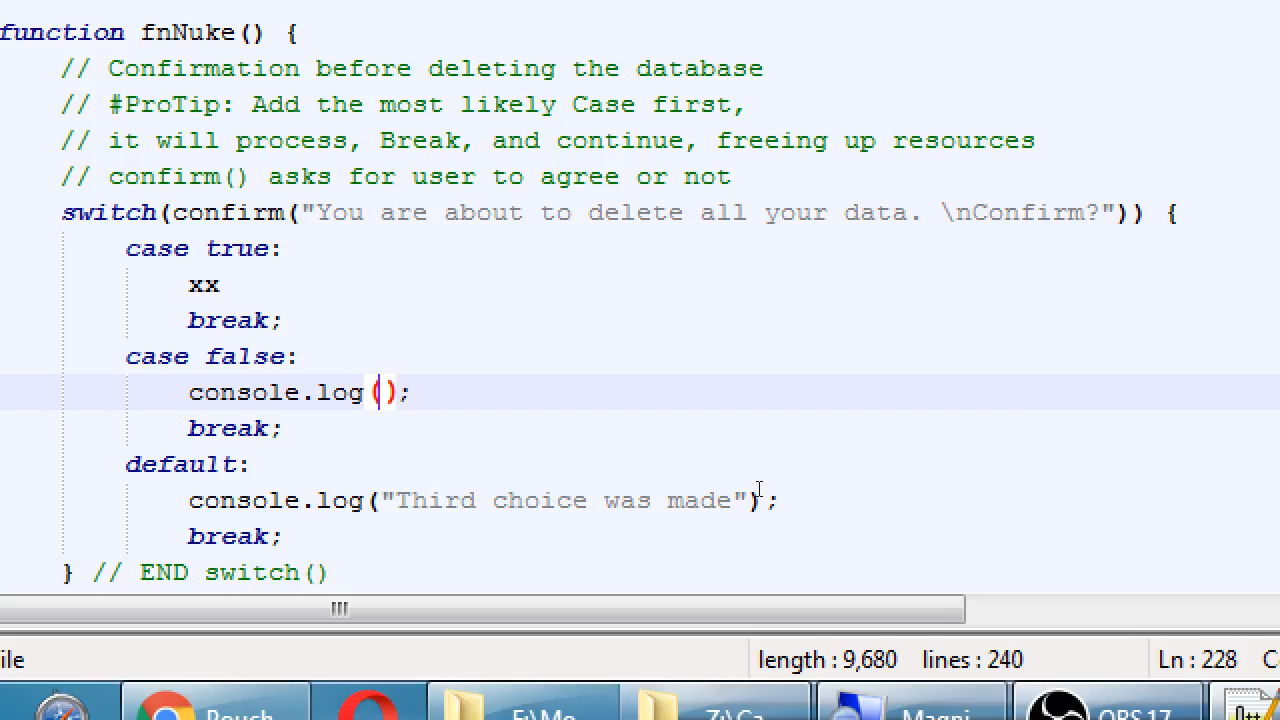 function fnNuke() {
// Confirmation before deleting the database
// #ProTip: Add the most likely Case first,
// it will process, Break, and continue, freeing up resources
// confirm() asks for user to agree or not
switch(confirm("You are about to delete all your data. \nConfirm?")) {
case true:
xx
break;
case false:
console.log();
break;
default:
console.log("Third choice was made");
break;
} // END switch()
ile length : 9,680 lines : 240 Ln : 228 C